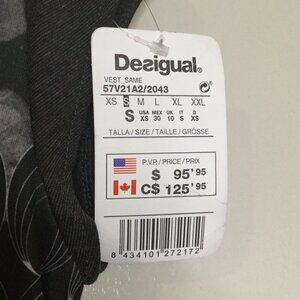 Desigual.®
VEST_SAME
57V21A2/2043
XS S M L XL XXL
S USA XS MEX 30 UK 10 IT S D XS
TALLA / SIZE / TAILLE / GRÖSSE
P.V.P. / PRICE / PRIX
$ 95'95
C$ 125'95
8 434101 272172